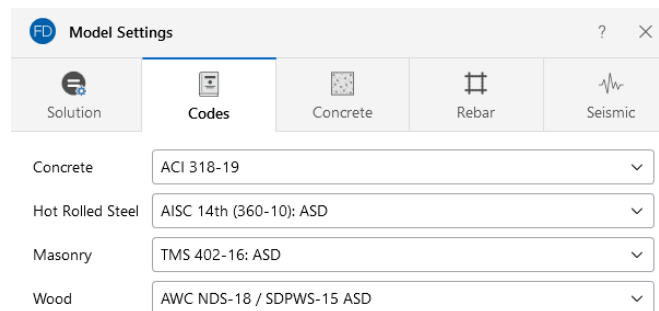 FD Model Settings ?
Solution Codes Concrete Rebar Seismic
Concrete ACI 318-19
Hot Rolled Steel AISC 14th (360-10): ASD
Masonry TMS 402-16: ASD
Wood AWC NDS-18 / SDPWS-15 ASD